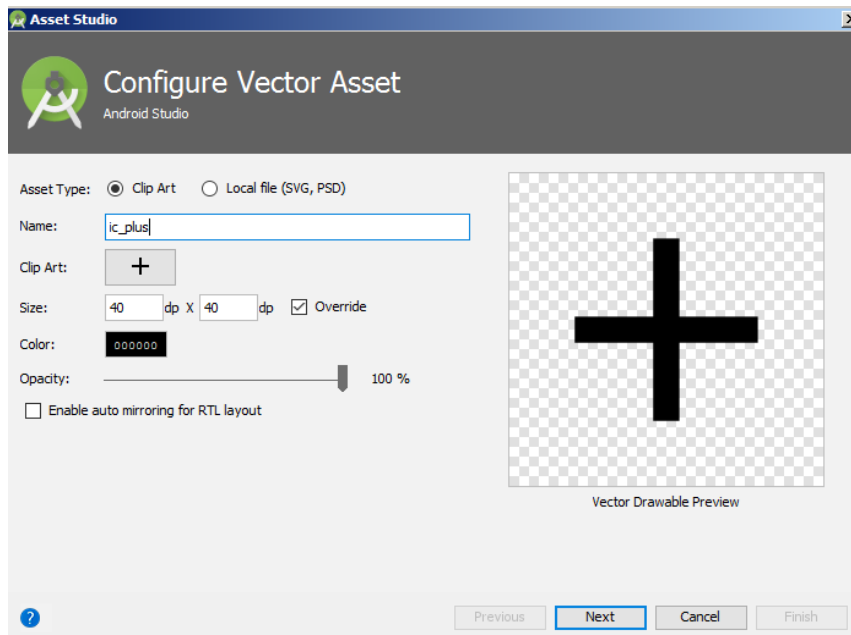 Asset Studio
Configure Vector Asset
Android Studio
Asset Type: Clip Art Local file (SVG, PSD)
Name: ic_plus
Clip Art:
Size: 40 dp X 40 dp Override
Color: 000000
Opacity: 100 %
Enable auto mirroring for RTL layout
Vector Drawable Preview
? Previous Next Cancel Finish